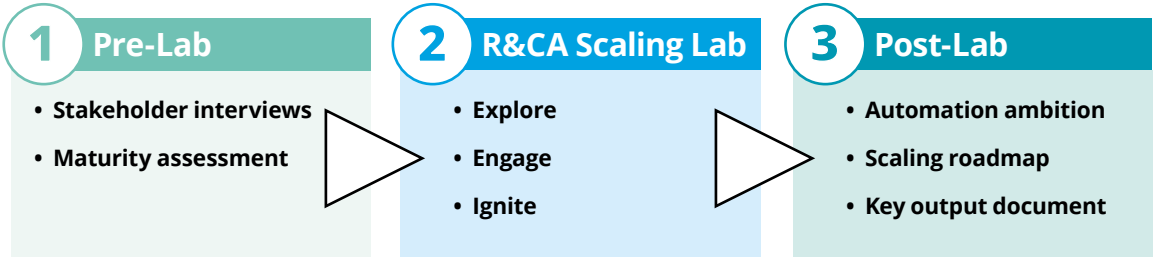 1 Pre-Lab
• Stakeholder interviews
• Maturity assessment
2 R&CA Scaling Lab
• Explore
• Engage
• Ignite
3 Post-Lab
• Automation ambition
• Scaling roadmap
• Key output document